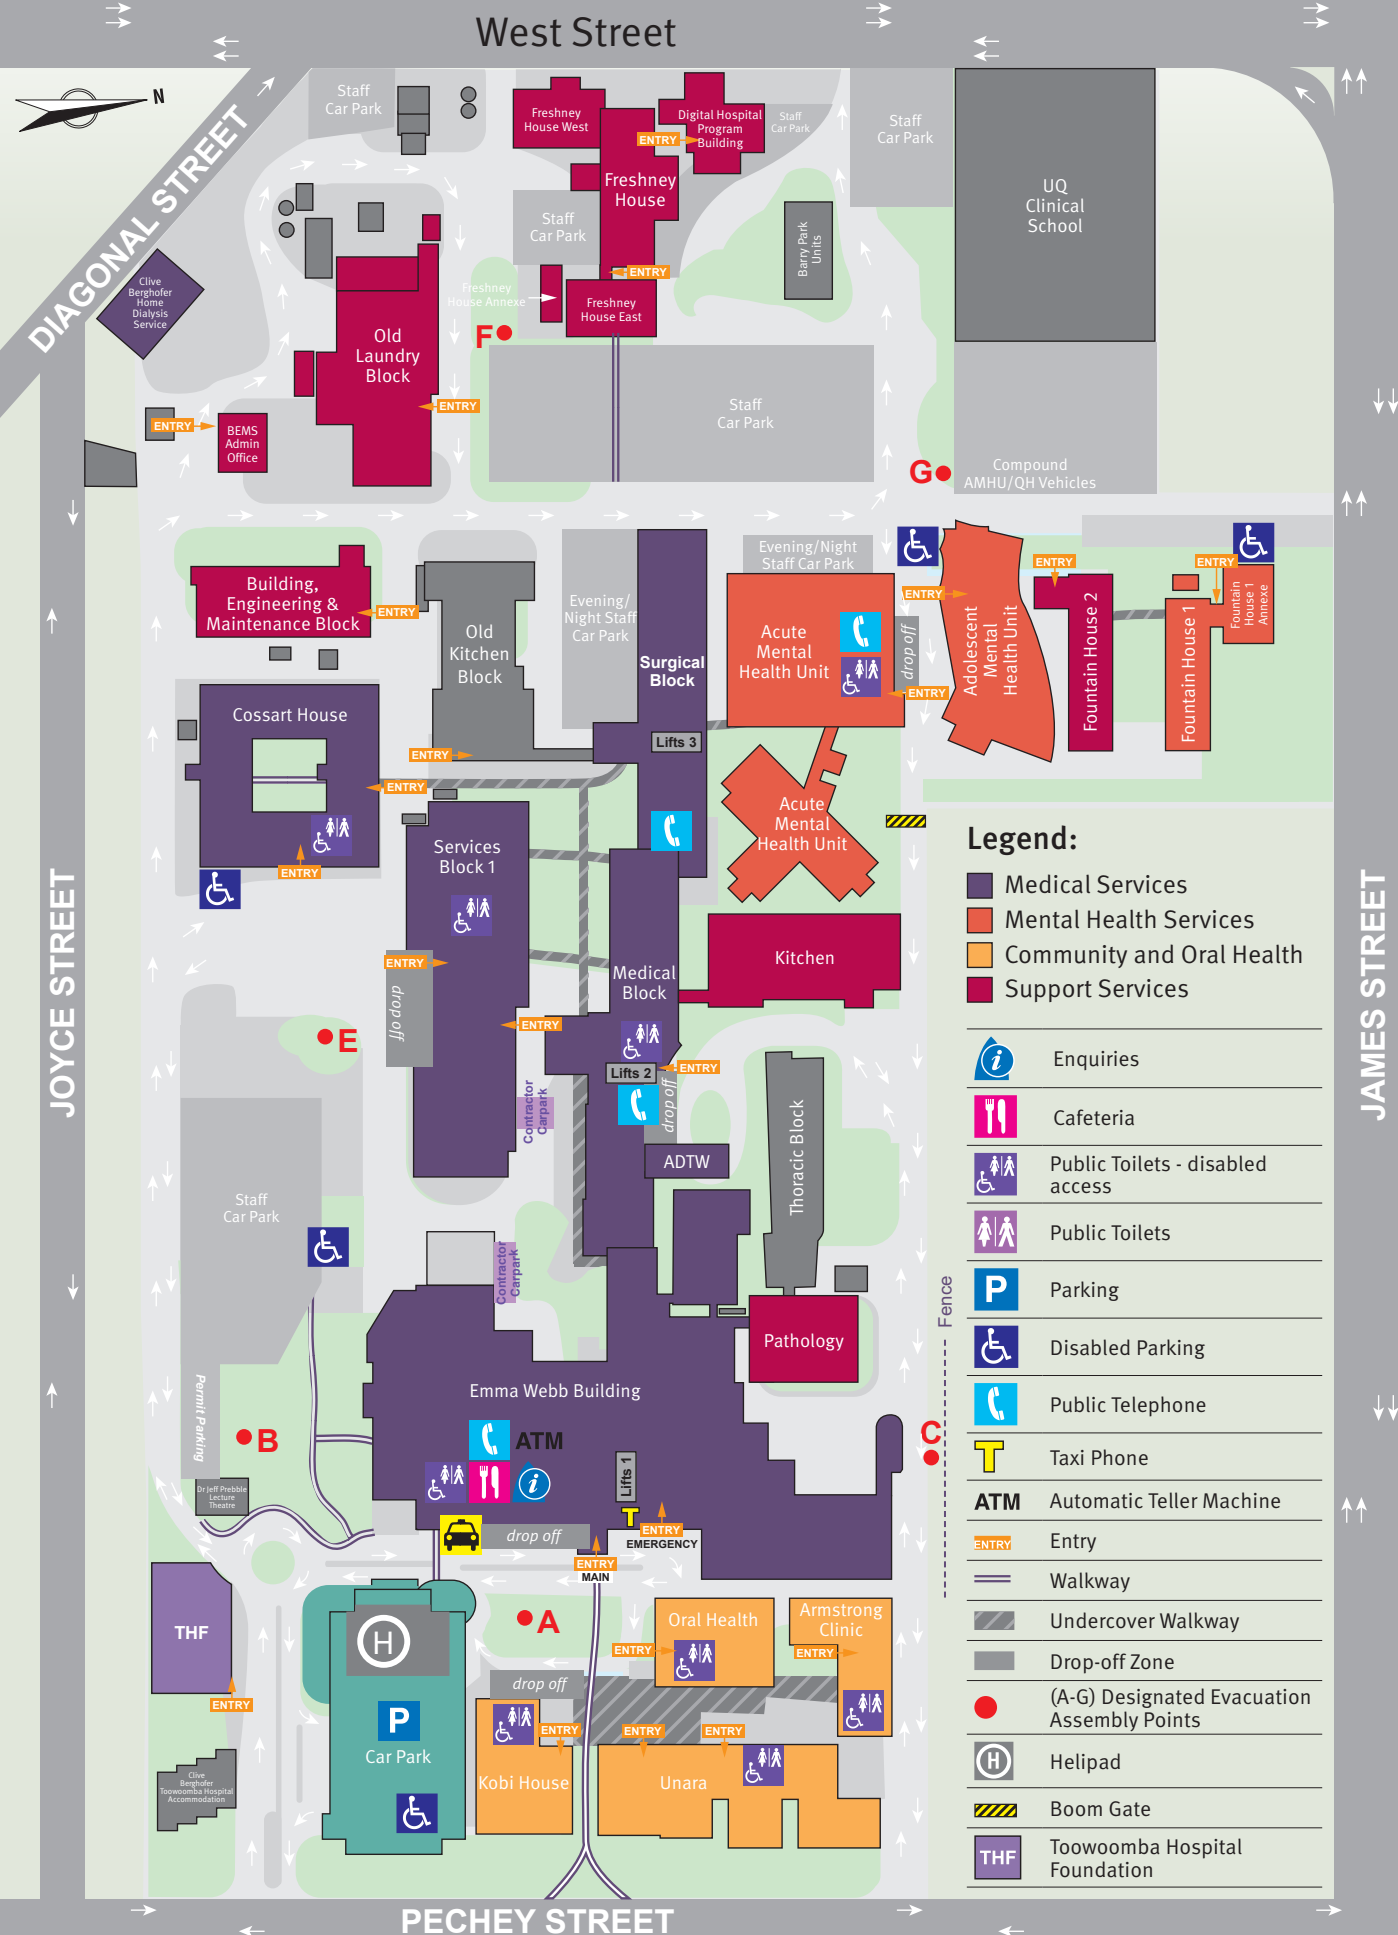 West Street
N
Staff
Car Park
Freshney
House West
Digital Hospital
Program
Building
ENTRY
Staff
Car Park
Staff
Car Park
UQ
Clinical
School
Freshney
House
Staff
Car Park
Barry Park
Units
DIAGONAL STREET
Clive
Berghofer
Home
Dialysis
Service
ENTRY
Freshney
House Annexe
Freshney
House East
F
Old
Laundry
Block
ENTRY
Staff
Car Park
ENTRY
BEMS
Admin
Office
G
Compound
AMHU/QH Vehicles
Building,
Engineering &
Maintenance Block
ENTRY
Old
Kitchen
Block
ENTRY
Evening/
Night Staff
Car Park
Surgical
Block
Lifts 3
Evening/Night
Staff Car Park
Acute
Mental
Health Unit
drop off
ENTRY
ENTRY
Adolescent
Mental
Health Unit
ENTRY
Fountain House 2
ENTRY
Fountain House 1
Fountain
House 1
Annexe
Cossart House
ENTRY
ENTRY
Services
Block 1
ENTRY
drop off
ENTRY
Acute
Mental
Health Unit
Kitchen
Medical
Block
Lifts 2
ENTRY
drop off
ADTW
Thoracic Block
Contractor
Carpark
E
JOYCE STREET
JAMES STREET
Staff
Car Park
Contractor
Carpark
Pathology
Emma Webb Building
ATM
Lifts 1
T
Permit Parking
B
C
Fence
Dr Jeff Prebble
Lecture
Theatre
drop off
ENTRY
EMERGENCY
ENTRY
MAIN
THF
ENTRY
H
P
Car Park
A
Oral Health
ENTRY
Armstrong
Clinic
ENTRY
drop off
ENTRY
ENTRY
ENTRY
Kobi House
Unara
Clive
Berghofer
Toowoomba Hospital
Accommodation
PECHEY STREET
Legend:
Medical Services
Mental Health Services
Community and Oral Health
Support Services
i
Enquiries
Cafeteria
Public Toilets - disabled
access
Public Toilets
P
Parking
Disabled Parking
Public Telephone
T
Taxi Phone
ATM
Automatic Teller Machine
ENTRY
Entry
Walkway
Undercover Walkway
Drop-off Zone
(A-G) Designated Evacuation
Assembly Points
H
Helipad
Boom Gate
THF
Toowoomba Hospital
Foundation